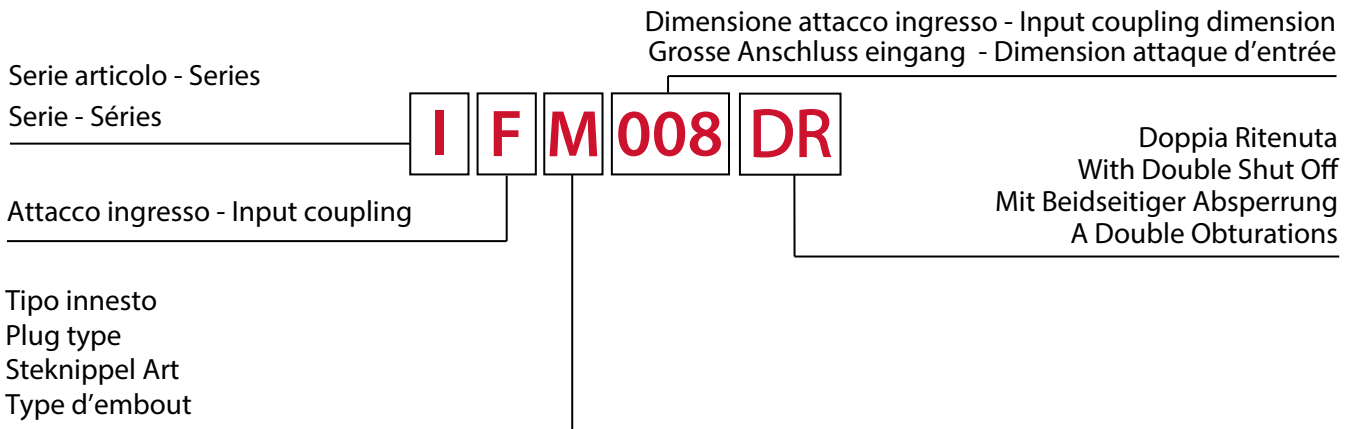 Dimensione attacco ingresso - Input coupling dimension
Grosse Anschluss eingang - Dimension attaque d'entrée
Serie articolo - Series
Serie - Séries
I F M 008 DR
Doppia Ritenuta
With Double Shut Off
Mit Beidseitiger Absperrung
A Double Obturations
Attacco ingresso - Input coupling
Tipo innesto
Plug type
Steknippel Art
Type d'embout